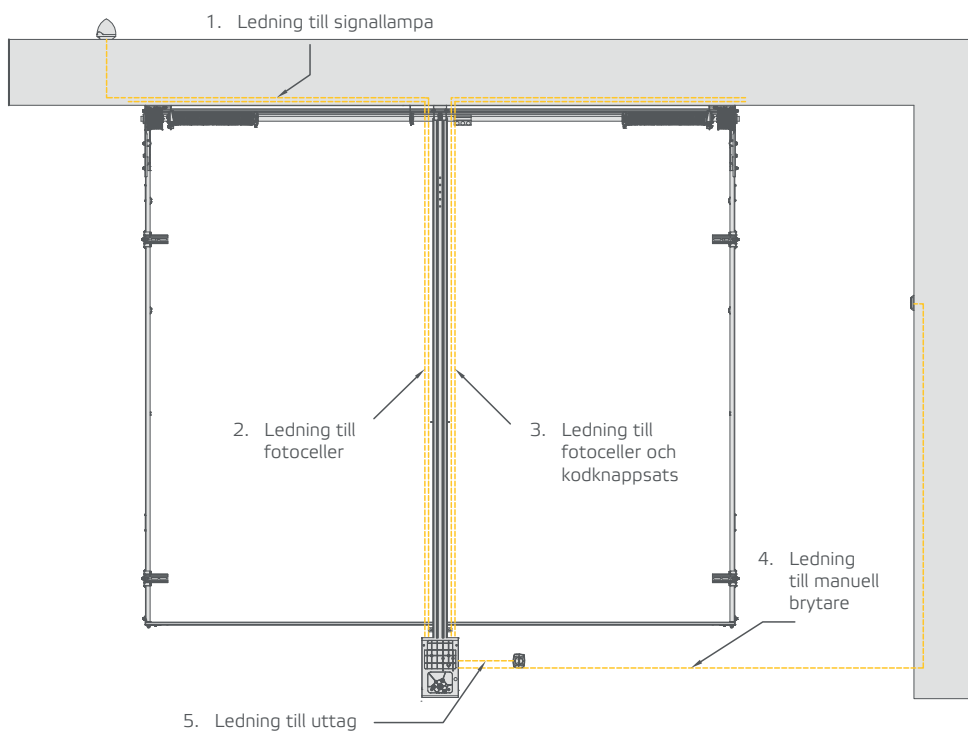 1. Ledning till signallampa
2. Ledning till
fotoceller
3. Ledning till
fotoceller och
kodknappsats
4. Ledning
till manuell
brytare
5. Ledning till uttag